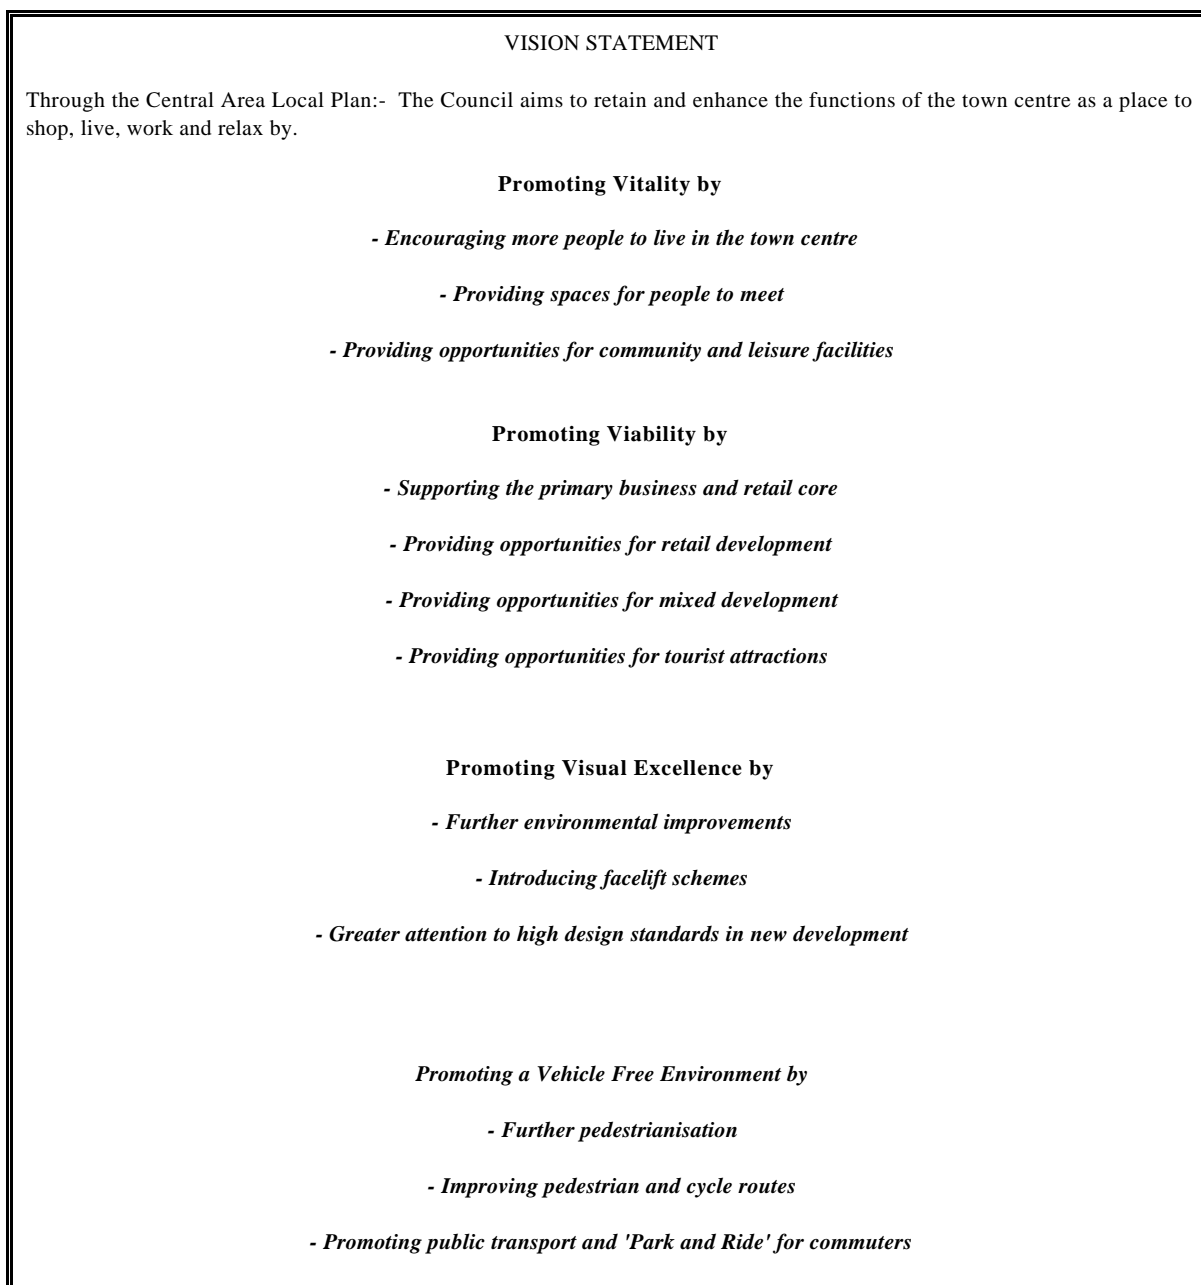 VISION STATEMENT
Through the Central Area Local Plan:- The Council aims to retain and enhance the functions of the town centre as a place to
shop, live, work and relax by.
Promoting Vitality by
- Encouraging more people to live in the town centre
- Providing spaces for people to meet
- Providing opportunities for community and leisure facilities
Promoting Viability by
- Supporting the primary business and retail core
- Providing opportunities for retail development
- Providing opportunities for mixed development
- Providing opportunities for tourist attractions
Promoting Visual Excellence by
- Further environmental improvements
- Introducing facelift schemes
- Greater attention to high design standards in new development
Promoting a Vehicle Free Environment by
- Further pedestrianisation
- Improving pedestrian and cycle routes
- Promoting public transport and 'Park and Ride' for commuters